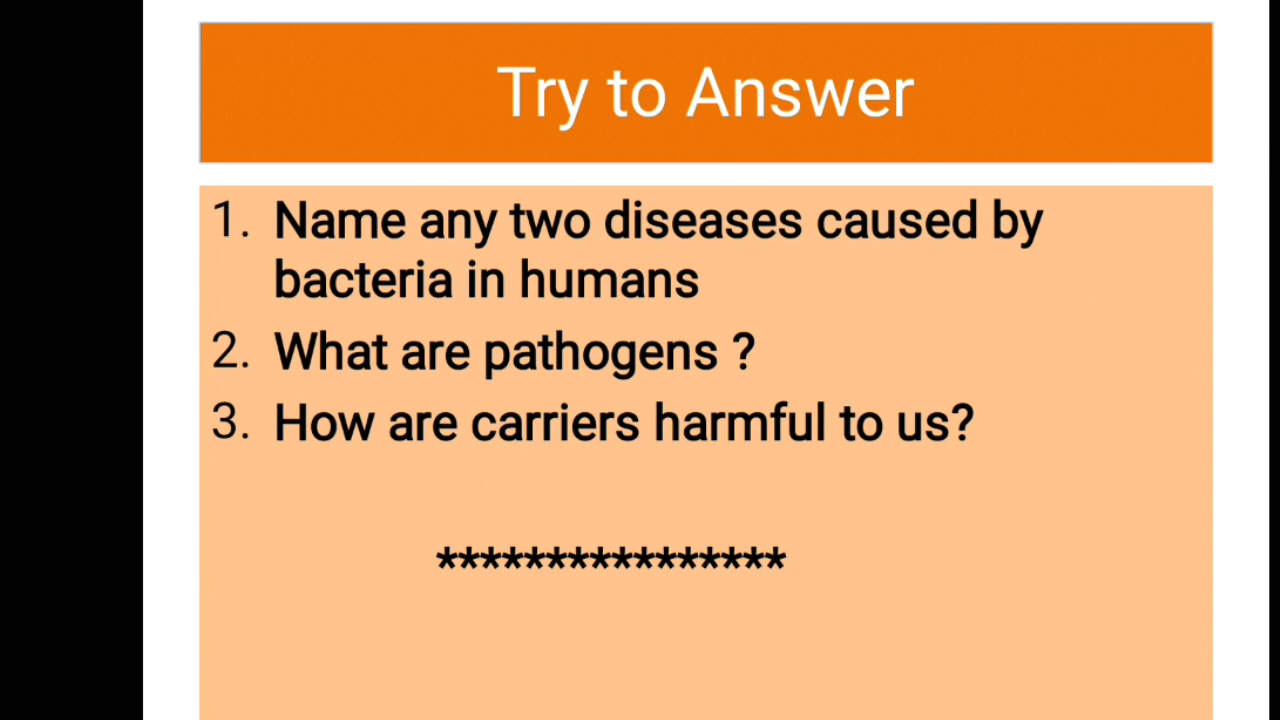 Try to Answer
1. Name any two diseases caused by
bacteria in humans
2. What are pathogens ?
3. How are carriers harmful to us?
****************